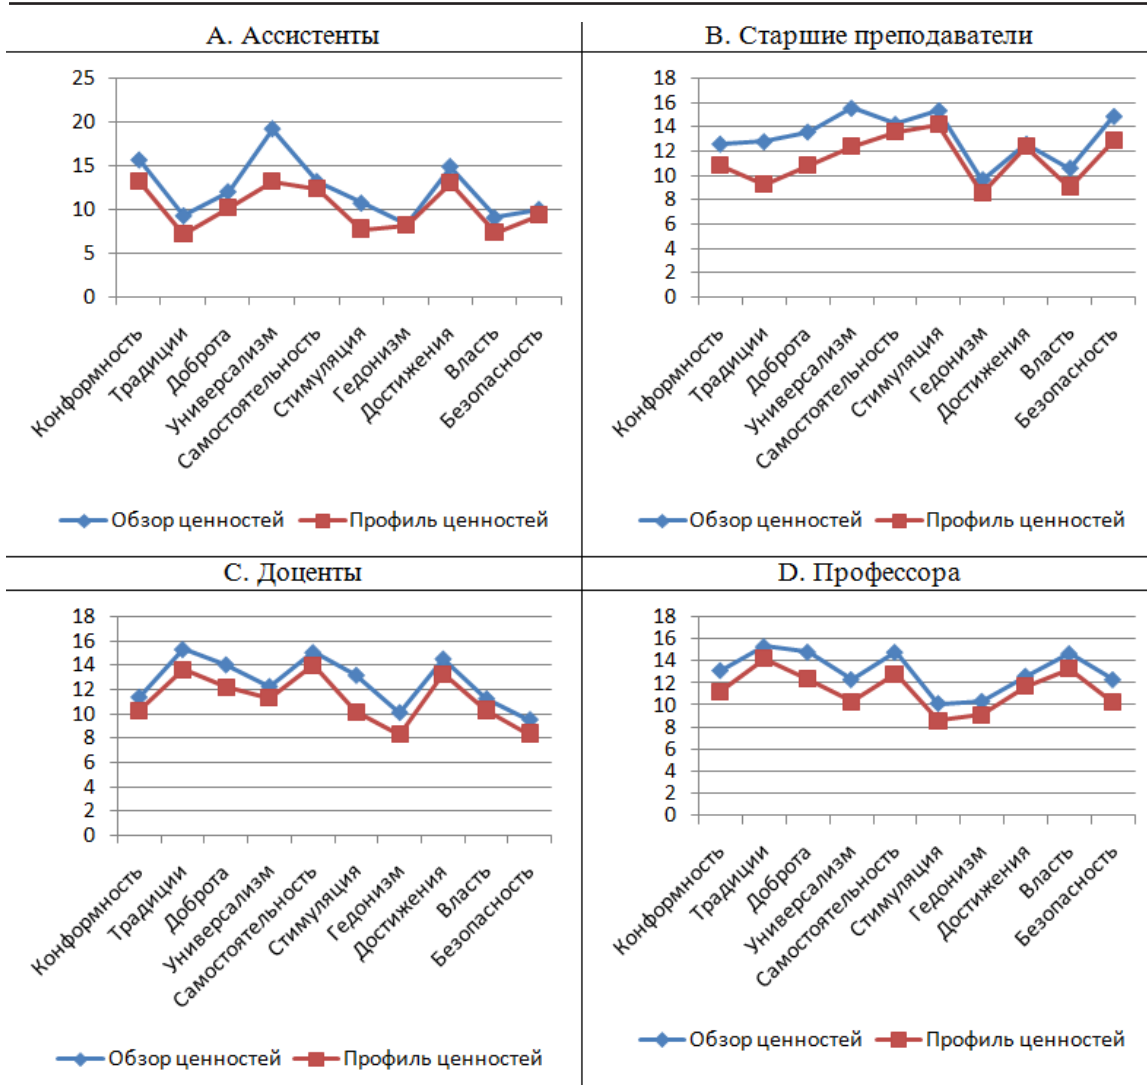 A. Ассистенты
25
20
15
10
5
0
Конформность
Традиции
Доброта
Универсализм
Самостоятельность
Стимуляция
Гедонизм
Достижения
Власть
Безопасность
Обзор ценностей Профиль ценностей
B. Старшие преподаватели
18
16
14
12
10
8
6
4
2
0
Конформность
Традиции
Доброта
Универсализм
Самостоятельность
Стимуляция
Гедонизм
Достижения
Власть
Безопасность
Обзор ценностей Профиль ценностей
C. Доценты
18
16
14
12
10
8
6
4
2
0
Конформность
Традиции
Доброта
Универсализм
Самостоятельность
Стимуляция
Гедонизм
Достижения
Власть
Безопасность
Обзор ценностей Профиль ценностей
D. Профессора
18
16
14
12
10
8
6
4
2
0
Конформность
Традиции
Доброта
Универсализм
Самостоятельность
Стимуляция
Гедонизм
Достижения
Власть
Безопасность
Обзор ценностей Профиль ценностей